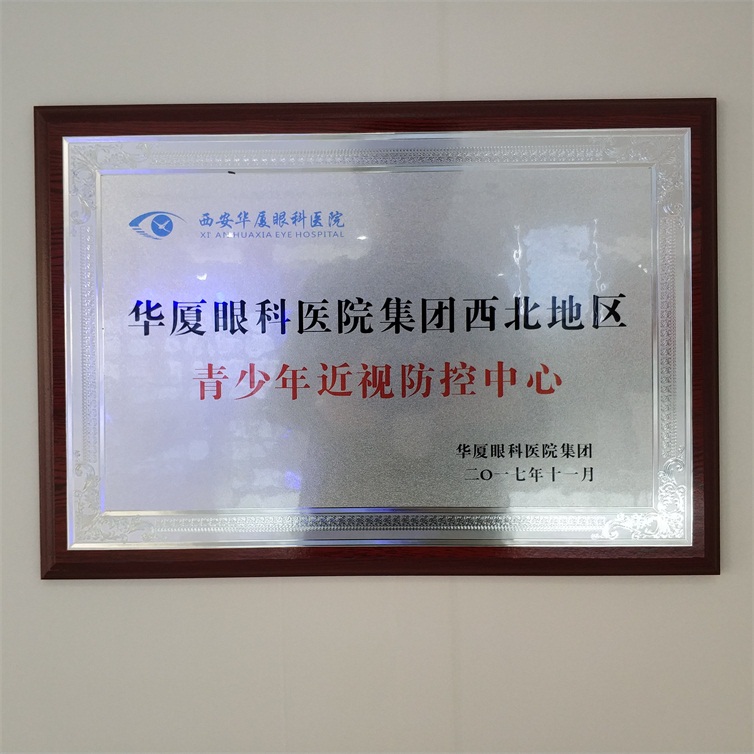 西安华厦眼科医院
XI'AN HUAXIA EYE HOSPITAL
华厦眼科医院集团西北地区
青少年近视防控中心
华厦眼科医院集团
二〇一七年十一月